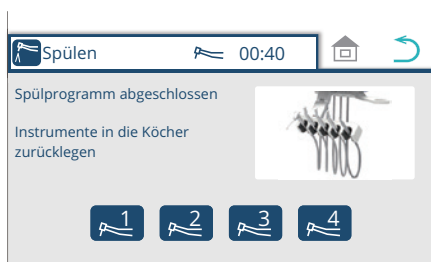 Spülen 00:40
Spülprogramm abgeschlossen
Instrumente in die Köcher
zurücklegen
1 2 3 4